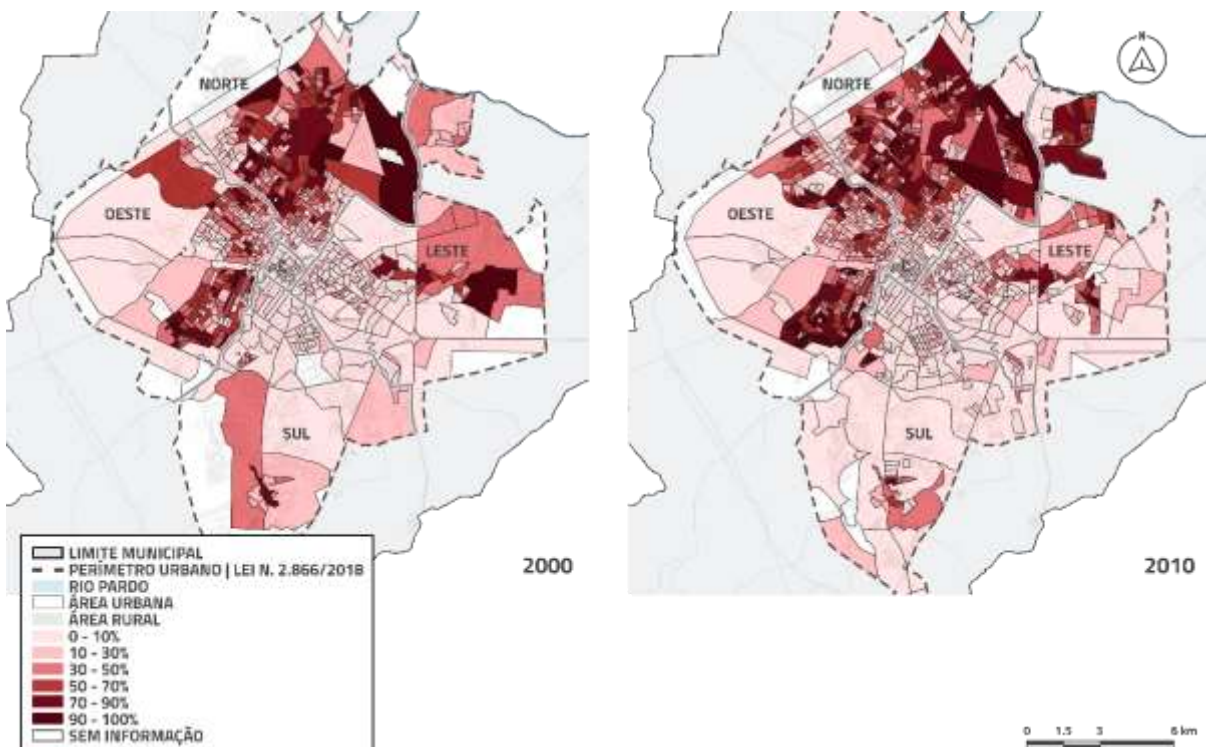 N
NORTE
OESTE
LESTE
SUL
2000
NORTE
OESTE
LESTE
SUL
2010
LIMITE MUNICIPAL
PERÍMETRO URBANO | LEI N. 2.866/2018
RIO PARDO
ÁREA URBANA
ÁREA RURAL
0 - 10%
10 - 30%
30 - 50%
50 - 70%
70 - 90%
90 - 100%
SEM INFORMAÇÃO
0 1.5 3 6 km